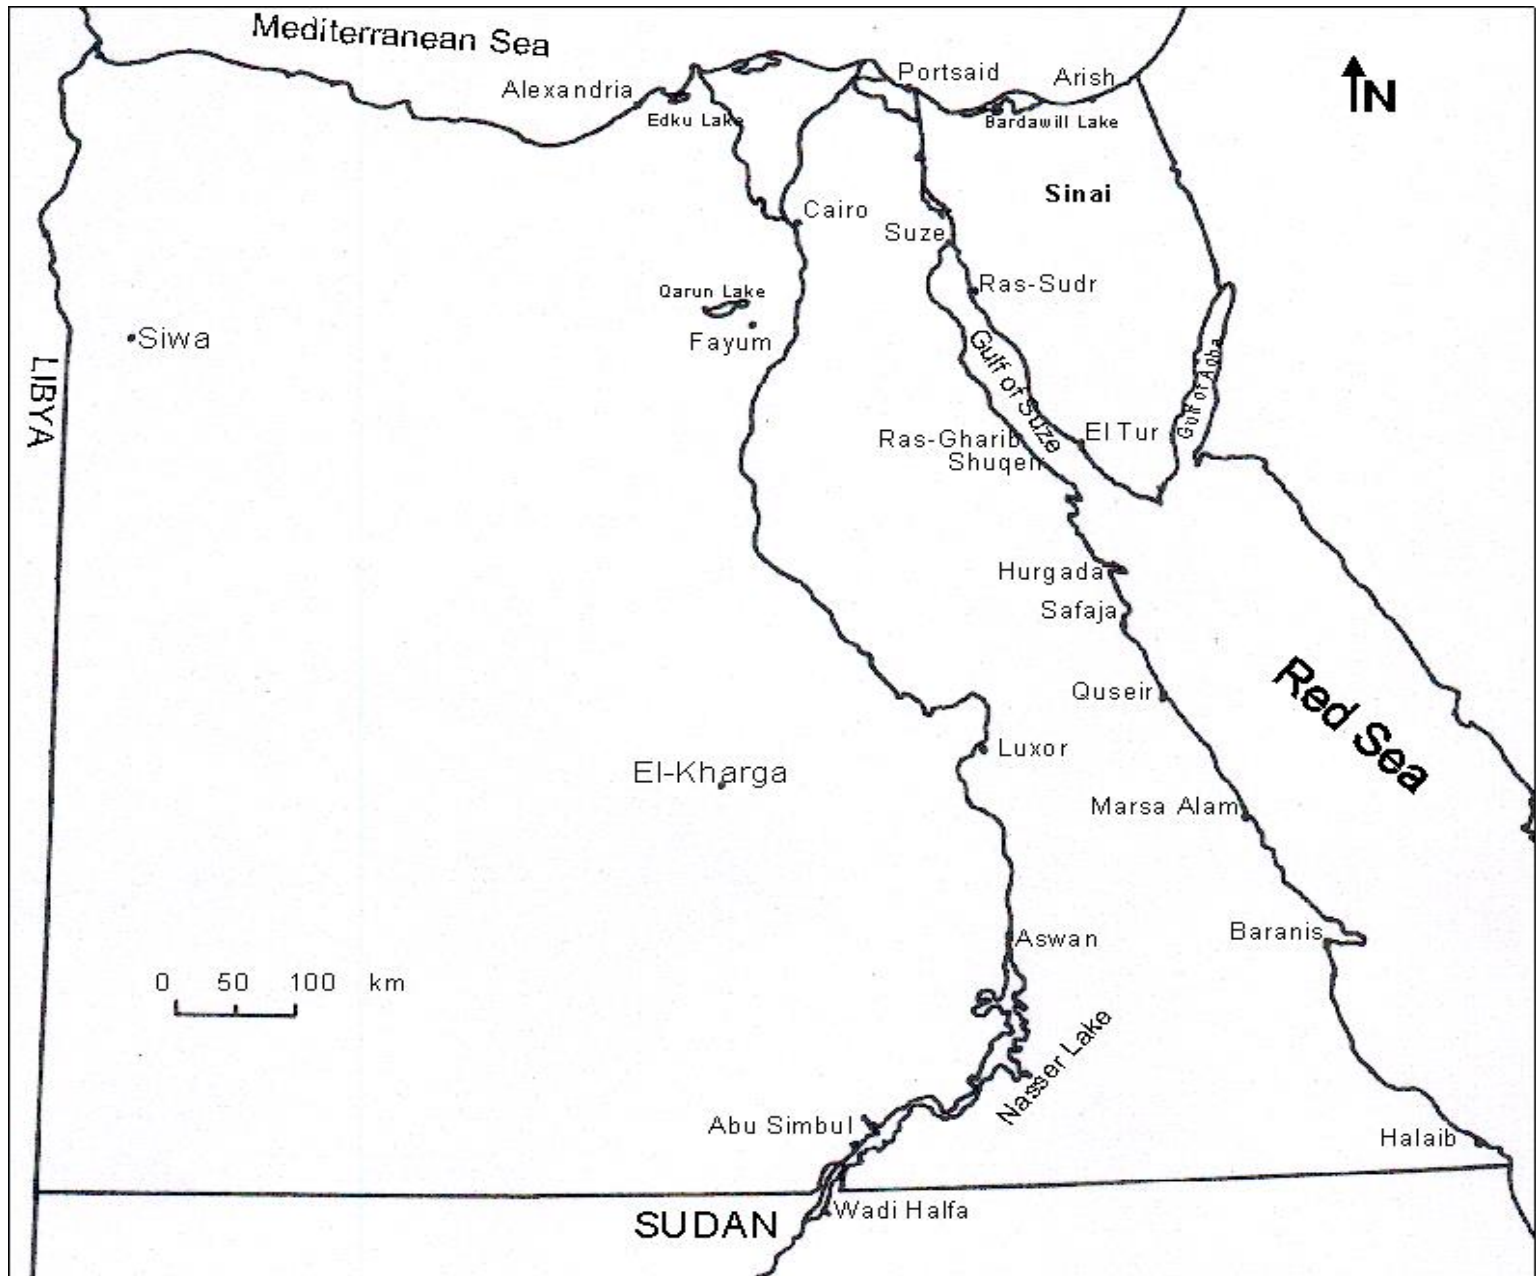 Mediterranean Sea
N
Portsaid
Arish
Alexandria
Edku Lake
Bardawill Lake
Sinai
Cairo
Suze
Ras-Sudr
Qarun Lake
Fayum
Siwa
LIBYA
Gulf of Suze
Gulf of Aqba
Ras-Gharib
El Tur
Shuqeir
Hurgada
Safaja
Quseir
Red Sea
Luxor
El-Kharga
Marsa Alam
Baranis
Aswan
0 50 100 km
Nasser Lake
Abu Simbul
Halaib
Wadi Halfa
SUDAN